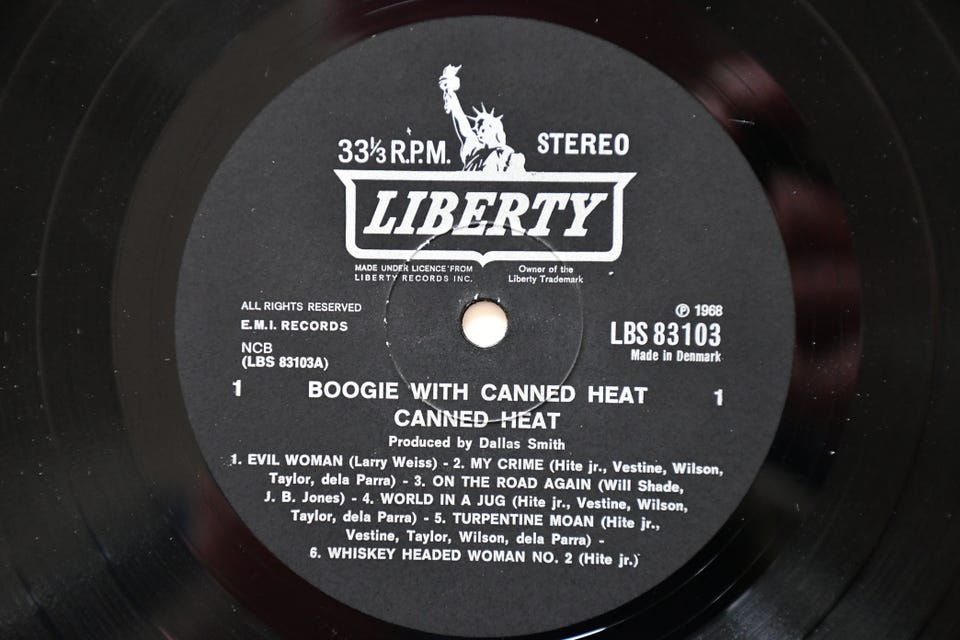 33⅓ R.P.M. STEREO
LIBERTY
MADE UNDER LICENCE FROM
LIBERTY RECORDS INC.
Owner of the
Liberty Trademark
ALL RIGHTS RESERVED
E.M.I. RECORDS
NCB
(LBS 83103A)
℗ 1968
LBS 83103
Made in Denmark
1 BOOGIE WITH CANNED HEAT 1
CANNED HEAT
Produced by Dallas Smith
1. EVIL WOMAN (Larry Weiss) - 2. MY CRIME (Hite jr., Vestine, Wilson,
Taylor, dela Parra) - 3. ON THE ROAD AGAIN (Will Shade,
J. B. Jones) - 4. WORLD IN A JUG (Hite jr., Vestine, Wilson,
Taylor, dela Parra) - 5. TURPENTINE MOAN (Hite jr.,
Vestine, Taylor, Wilson, dela Parra) -
6. WHISKEY HEADED WOMAN NO. 2 (Hite jr.)